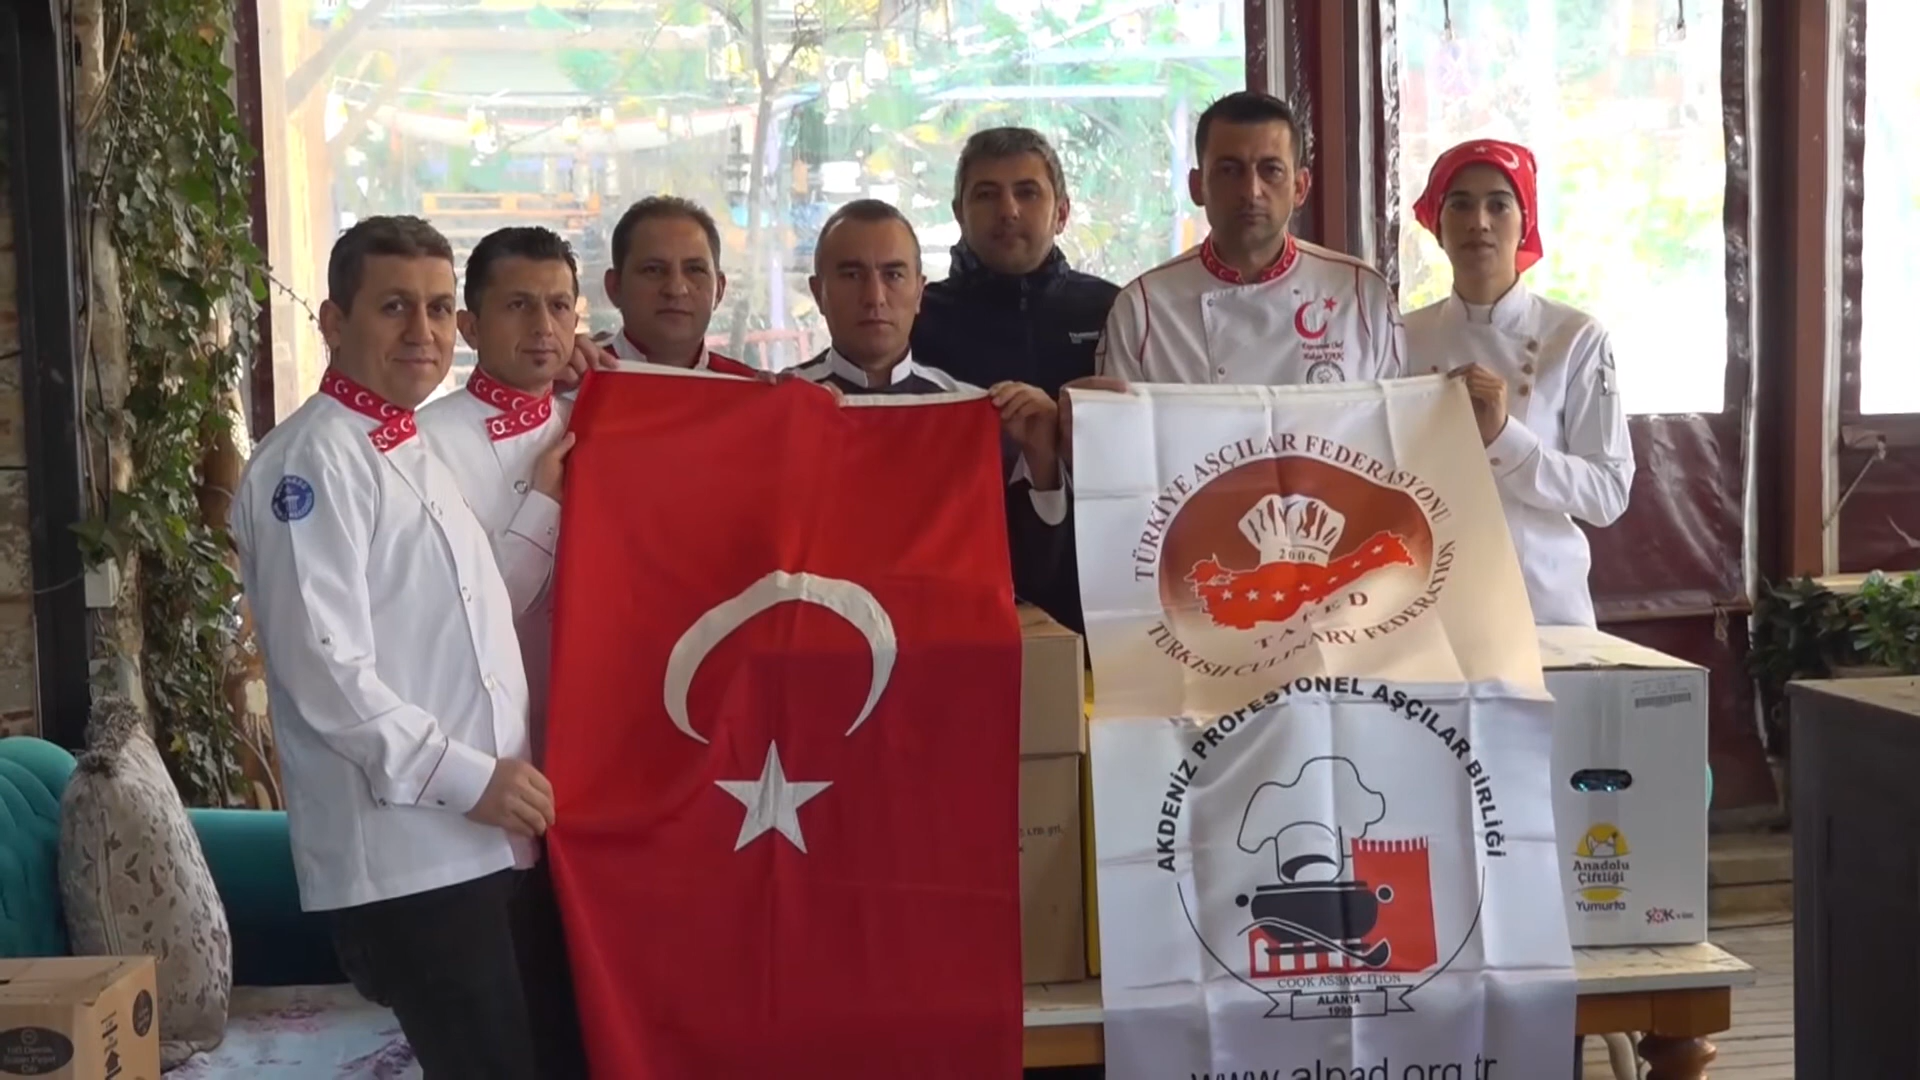 TÜRKİYE AŞÇILAR FEDERASYONU
2006
TAFED
TURKISH CULINARY FEDERATION
AKDENİZ PROFESYONEL AŞÇILAR BİRLİĞİ
COOK ASSAOCITION
ALANYA
1998
www.alpad.org.tr
Anadolu
Çiftliği
Yumurta
ŞOK